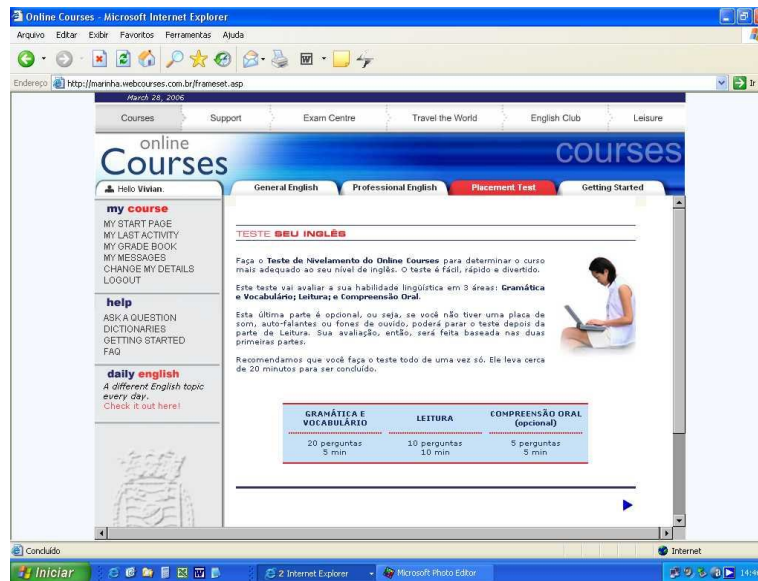 Online Courses - Microsoft Internet Explorer
Arquivo Editar Exibir Favoritos Ferramentas Ajuda
Endereço http://marinha.webcourses.com.br/frameset.asp Ir
March 28, 2006
Courses Support Exam Centre Travel the World English Club Leisure
online
Courses
courses
Hello Vivian.
General English Professional English Placement Test Getting Started
my course
MY START PAGE
MY LAST ACTIVITY
MY GRADE BOOK
MY MESSAGES
CHANGE MY DETAILS
LOGOUT
help
ASK A QUESTION
DICTIONARIES
GETTING STARTED
FAQ
daily english
A different English topic
every day.
Check it out here!
TESTE SEU INGLÊS
Faça o Teste de Nivelamento do Online Courses para determinar o curso
mais adequado ao seu nível de inglês. O teste é fácil, rápido e divertido.
Este teste vai avaliar a sua habilidade lingüística em 3 áreas: Gramática
e Vocabulário; Leitura; e Compreensão Oral.
Esta última parte é opcional, ou seja, se você não tiver uma placa de
som, auto-falantes ou fones de ouvido, poderá parar o teste depois da
parte de Leitura. Sua avaliação, então, será feita baseada nas duas
primeiras partes.
Recomendamos que você faça o teste todo de uma vez só. Ele leva cerca
de 20 minutos para ser concluído.
GRAMÁTICA E
VOCABULÁRIO
LEITURA
COMPREENSÃO ORAL
(opcional)
20 perguntas
5 min
10 perguntas
10 min
5 perguntas
5 min
Concluído Internet
Iniciar 2 Internet Explorer Microsoft Photo Editor